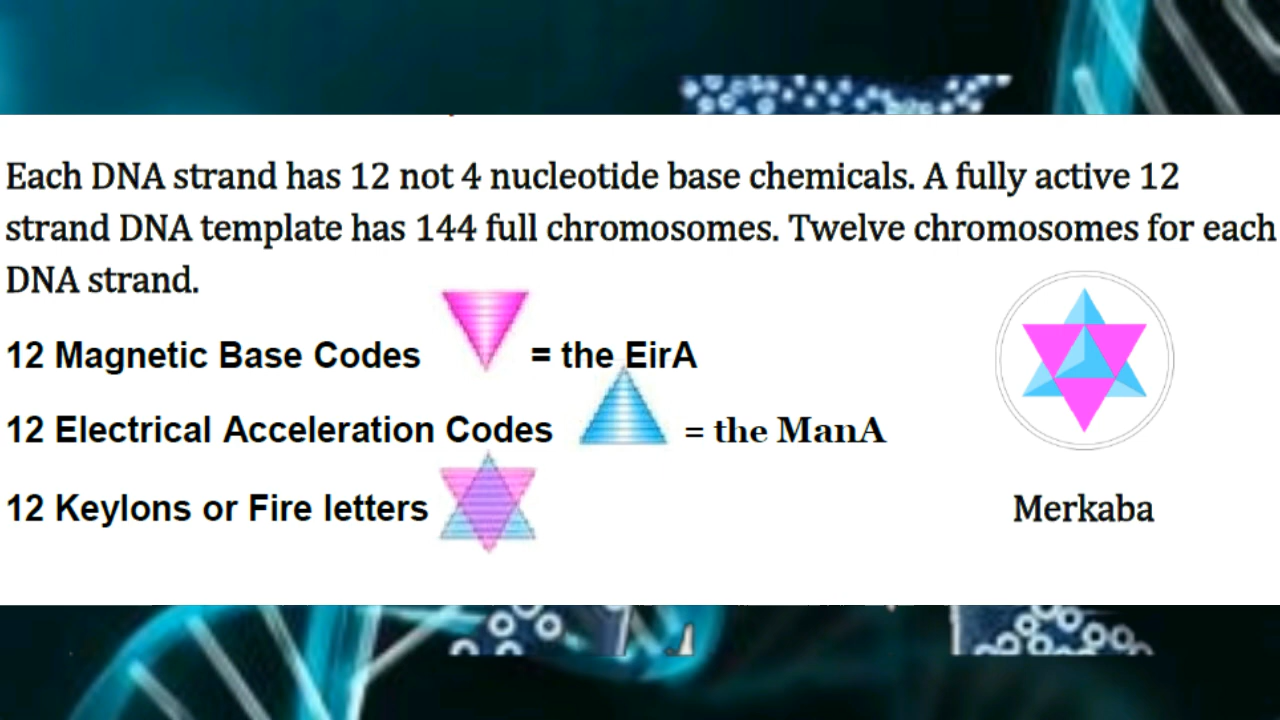 Each DNA strand has 12 not 4 nucleotide base chemicals. A fully active 12
strand DNA template has 144 full chromosomes. Twelve chromosomes for each
DNA strand.
12 Magnetic Base Codes = the EirA
12 Electrical Acceleration Codes = the ManA
12 Keylons or Fire letters
Merkaba